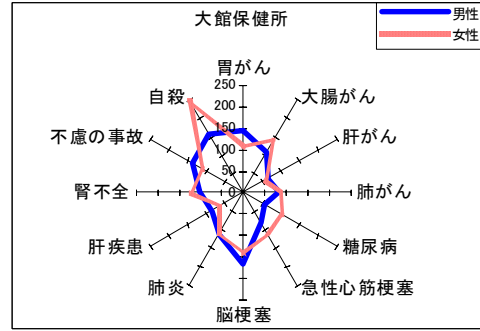 大館保健所
男性
女性
胃がん
大腸がん
肝がん
肺がん
糖尿病
急性心筋梗塞
脳梗塞
肺炎
肝疾患
腎不全
不慮の事故
自殺
250
200
150
100
50
0